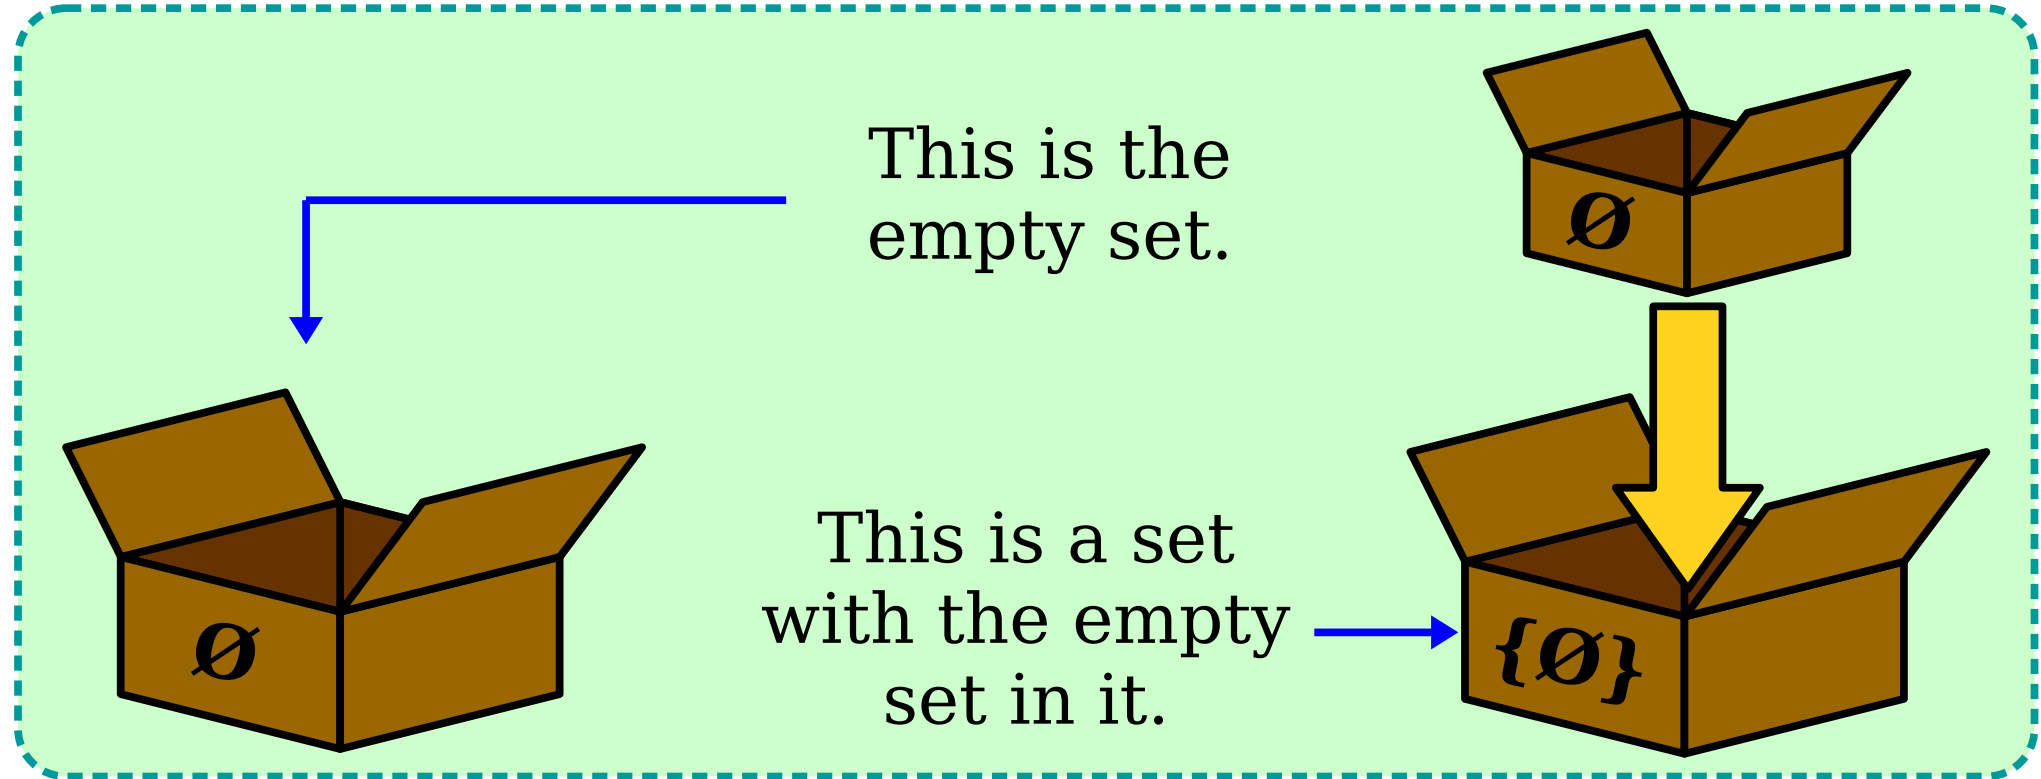 This is the
empty set.
Ø
Ø
This is a set
with the empty
set in it.
{Ø}